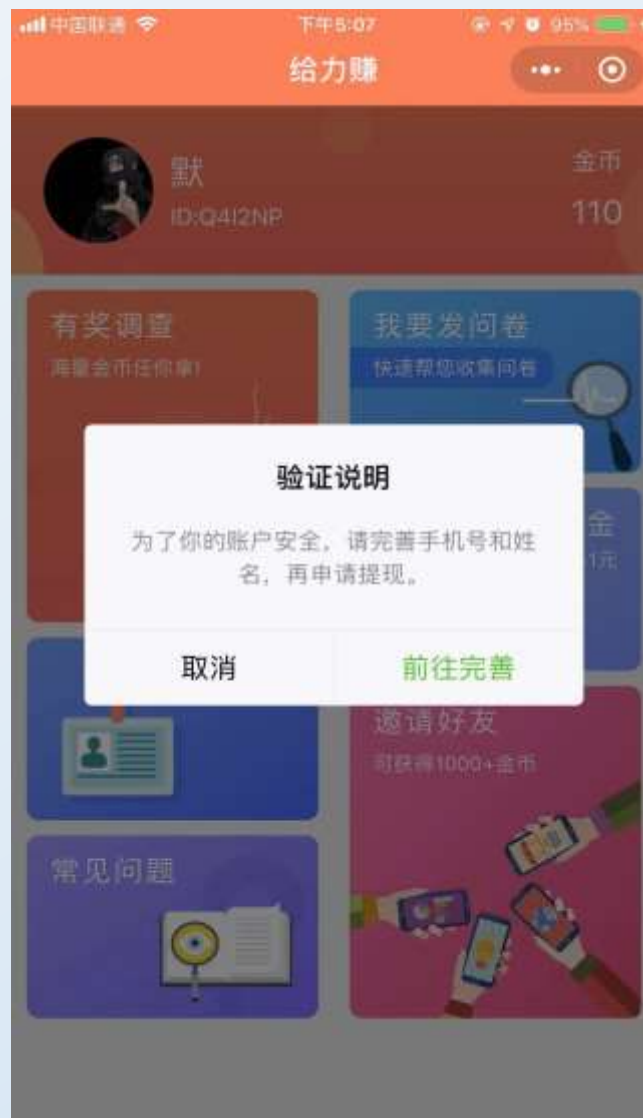 中国联通
下午5:07
95%
给力赚
默
金币
ID:Q4I2NP
110
有奖调查
海量金币任你拿!
我要发问卷
快速帮您收集问卷
验证说明
为了你的账户安全，请完善手机号和姓
名，再申请提现。
取消
前往完善
金
1元
邀请好友
可获得1000+金币
常见问题